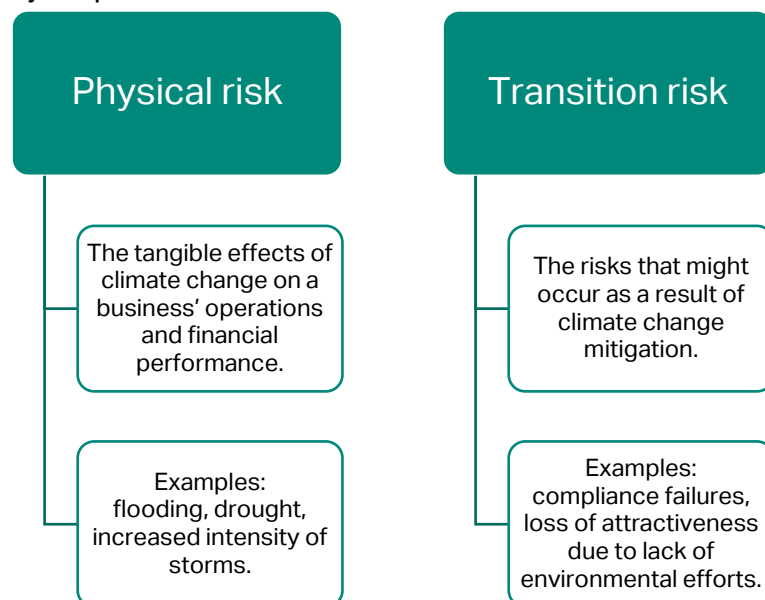 Physical risk
The tangible effects of
climate change on a
business’ operations
and financial
performance.
Examples:
flooding, drought,
increased intensity of
storms.
Transition risk
The risks that might
occur as a result of
climate change
mitigation.
Examples:
compliance failures,
loss of attractiveness
due to lack of
environmental efforts.